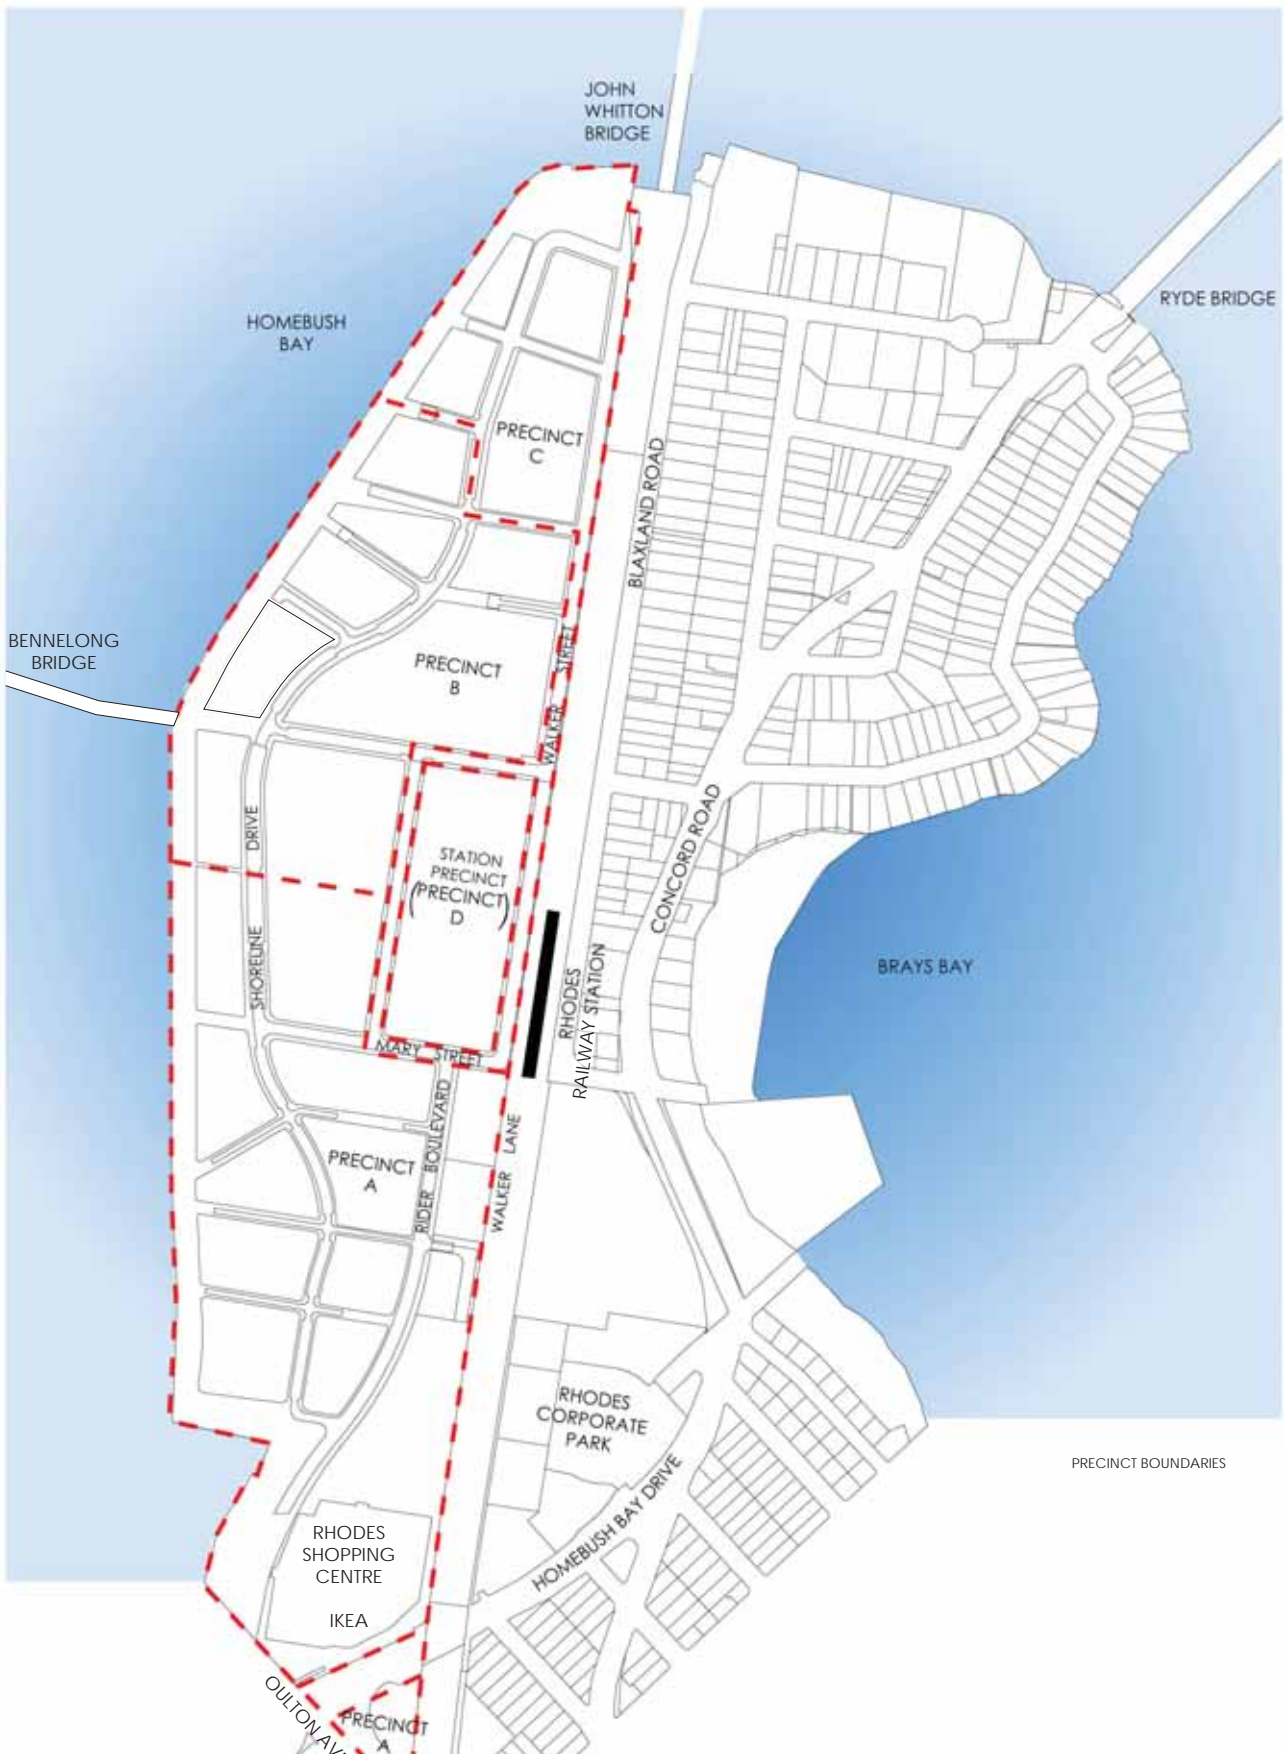 JOHN
WHITTON
BRIDGE
RYDE BRIDGE
HOMEBUSH
BAY
PRECINCT
C
BLAXLAND ROAD
BENNELONG
BRIDGE
PRECINCT
B
WALKER STREET
SHORELINE DRIVE
STATION
PRECINCT
(PRECINCT)
D
CONCORD ROAD
BRAYS BAY
RHODES
RAILWAY STATION
MARY STREET
RIDER BOULEVARD
WALKER LANE
PRECINCT
A
RHODES
CORPORATE
PARK
HOMEBUSH BAY DRIVE
PRECINCT BOUNDARIES
RHODES
SHOPPING
CENTRE
IKEA
OULTON
PRECINCT
A